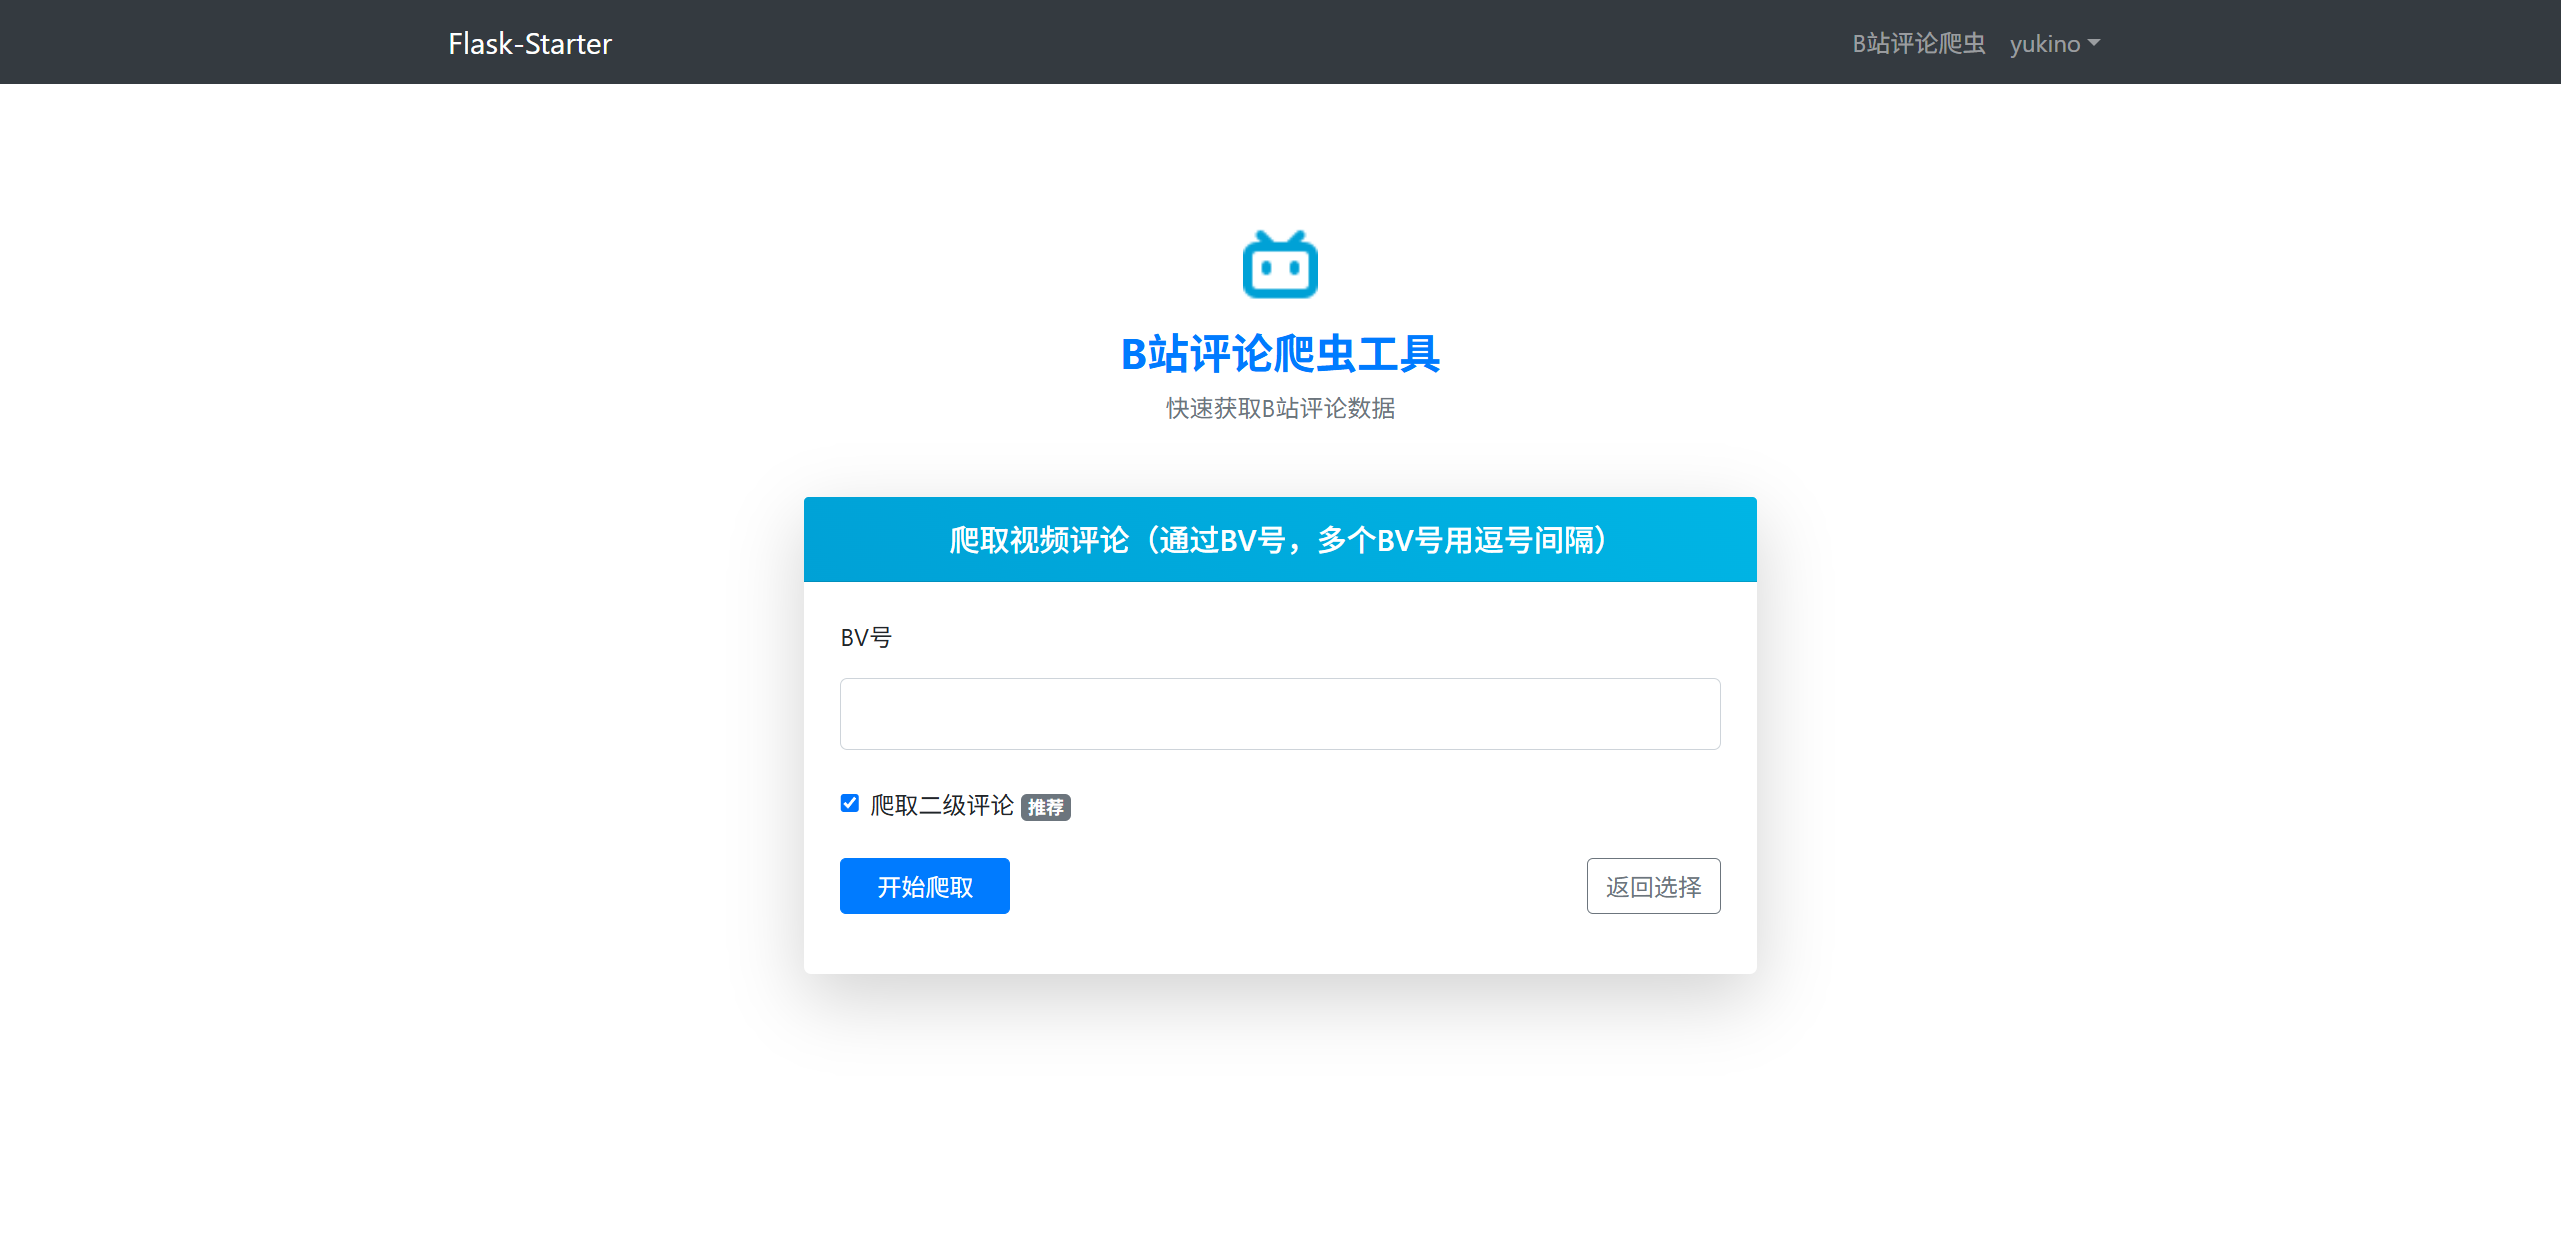 Flask-Starter
B站评论爬虫 yukino
B站评论爬虫工具
快速获取B站评论数据
爬取视频评论（通过BV号，多个BV号用逗号间隔）
BV号
爬取二级评论 推荐
开始爬取 返回选择